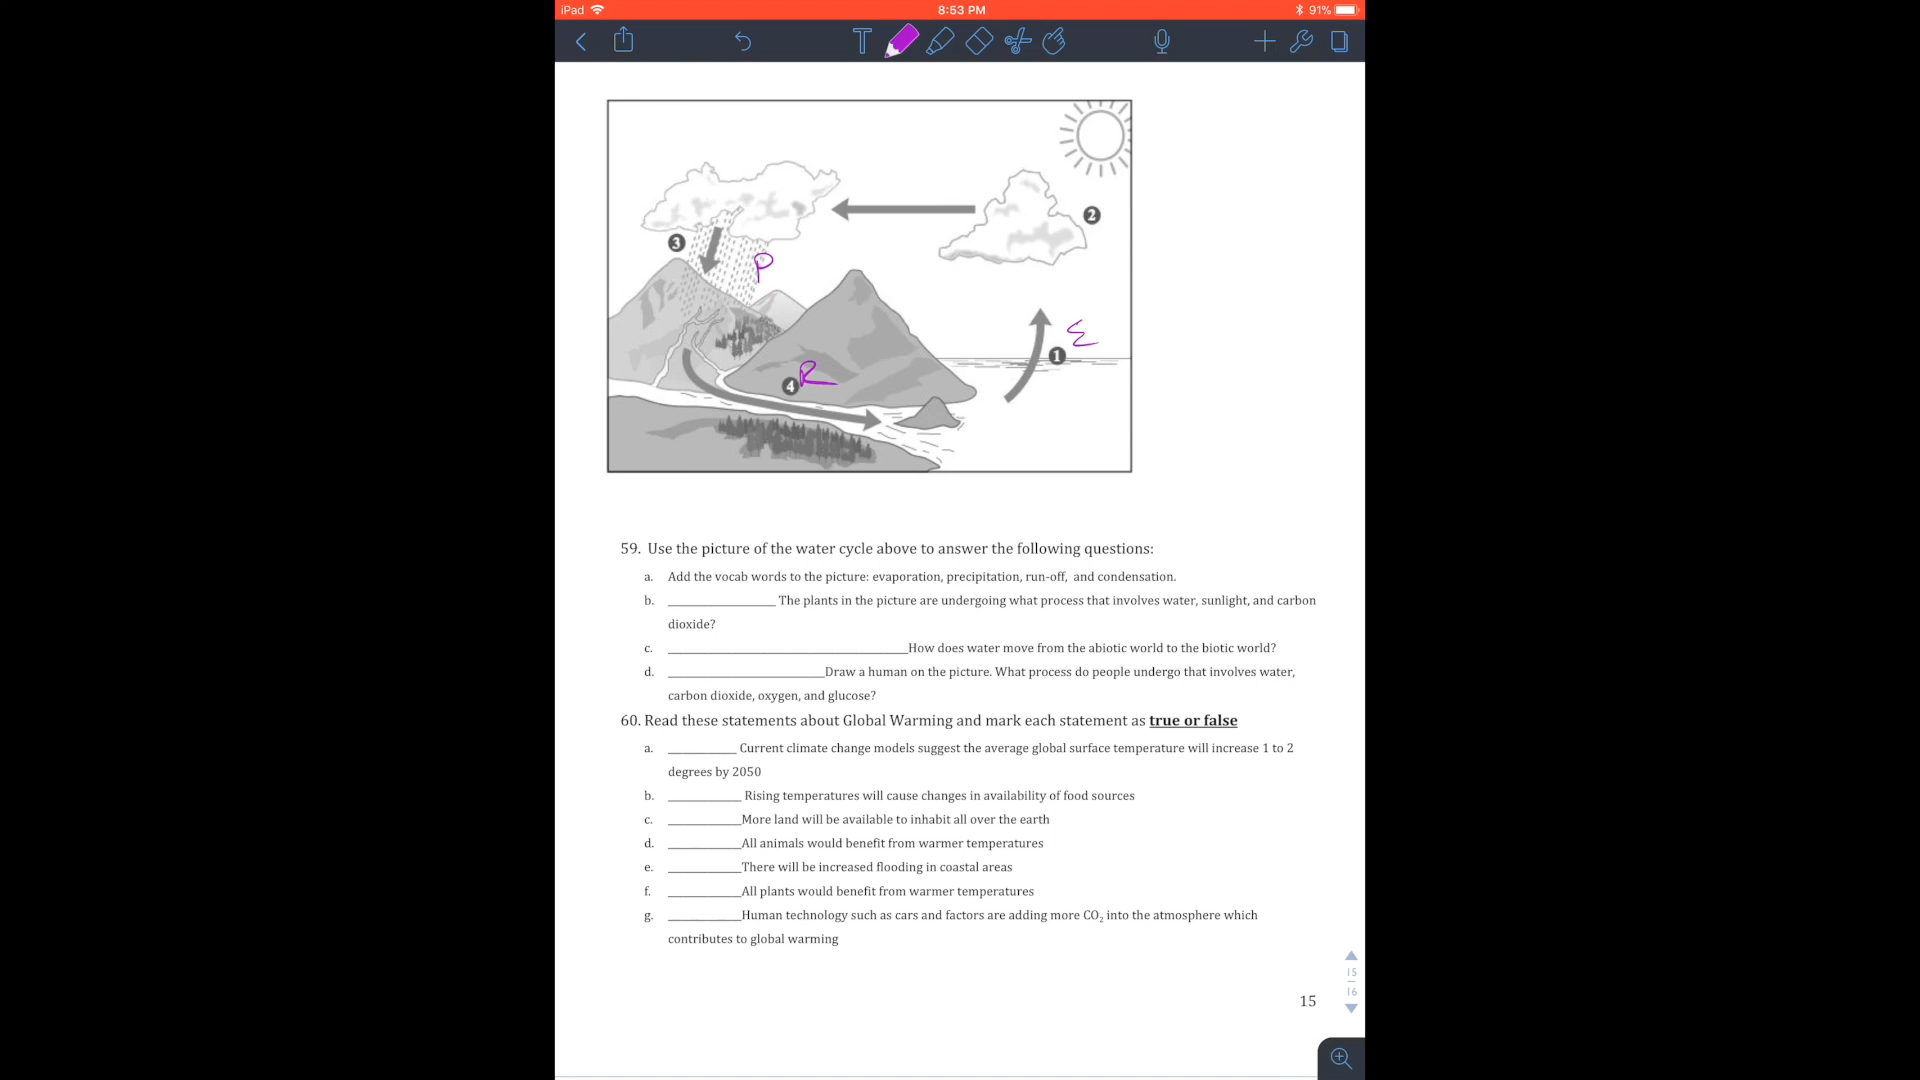 iPad 8:53 PM 91%
T
2
3
P
E
1
4 R
59. Use the picture of the water cycle above to answer the following questions:
a. Add the vocab words to the picture: evaporation, precipitation, run-off, and condensation.
b. __________________ The plants in the picture are undergoing what process that involves water, sunlight, and carbon
dioxide?
c. ________________________________________How does water move from the abiotic world to the biotic world?
d. __________________________Draw a human on the picture. What process do people undergo that involves water,
carbon dioxide, oxygen, and glucose?
60. Read these statements about Global Warming and mark each statement as true or false
a. ___________ Current climate change models suggest the average global surface temperature will increase 1 to 2
degrees by 2050
b. ____________ Rising temperatures will cause changes in availability of food sources
c. ____________More land will be available to inhabit all over the earth
d. ____________All animals would benefit from warmer temperatures
e. ____________There will be increased flooding in coastal areas
f. ____________All plants would benefit from warmer temperatures
g. ____________Human technology such as cars and factors are adding more CO₂ into the atmosphere which
contributes to global warming
15
16
15